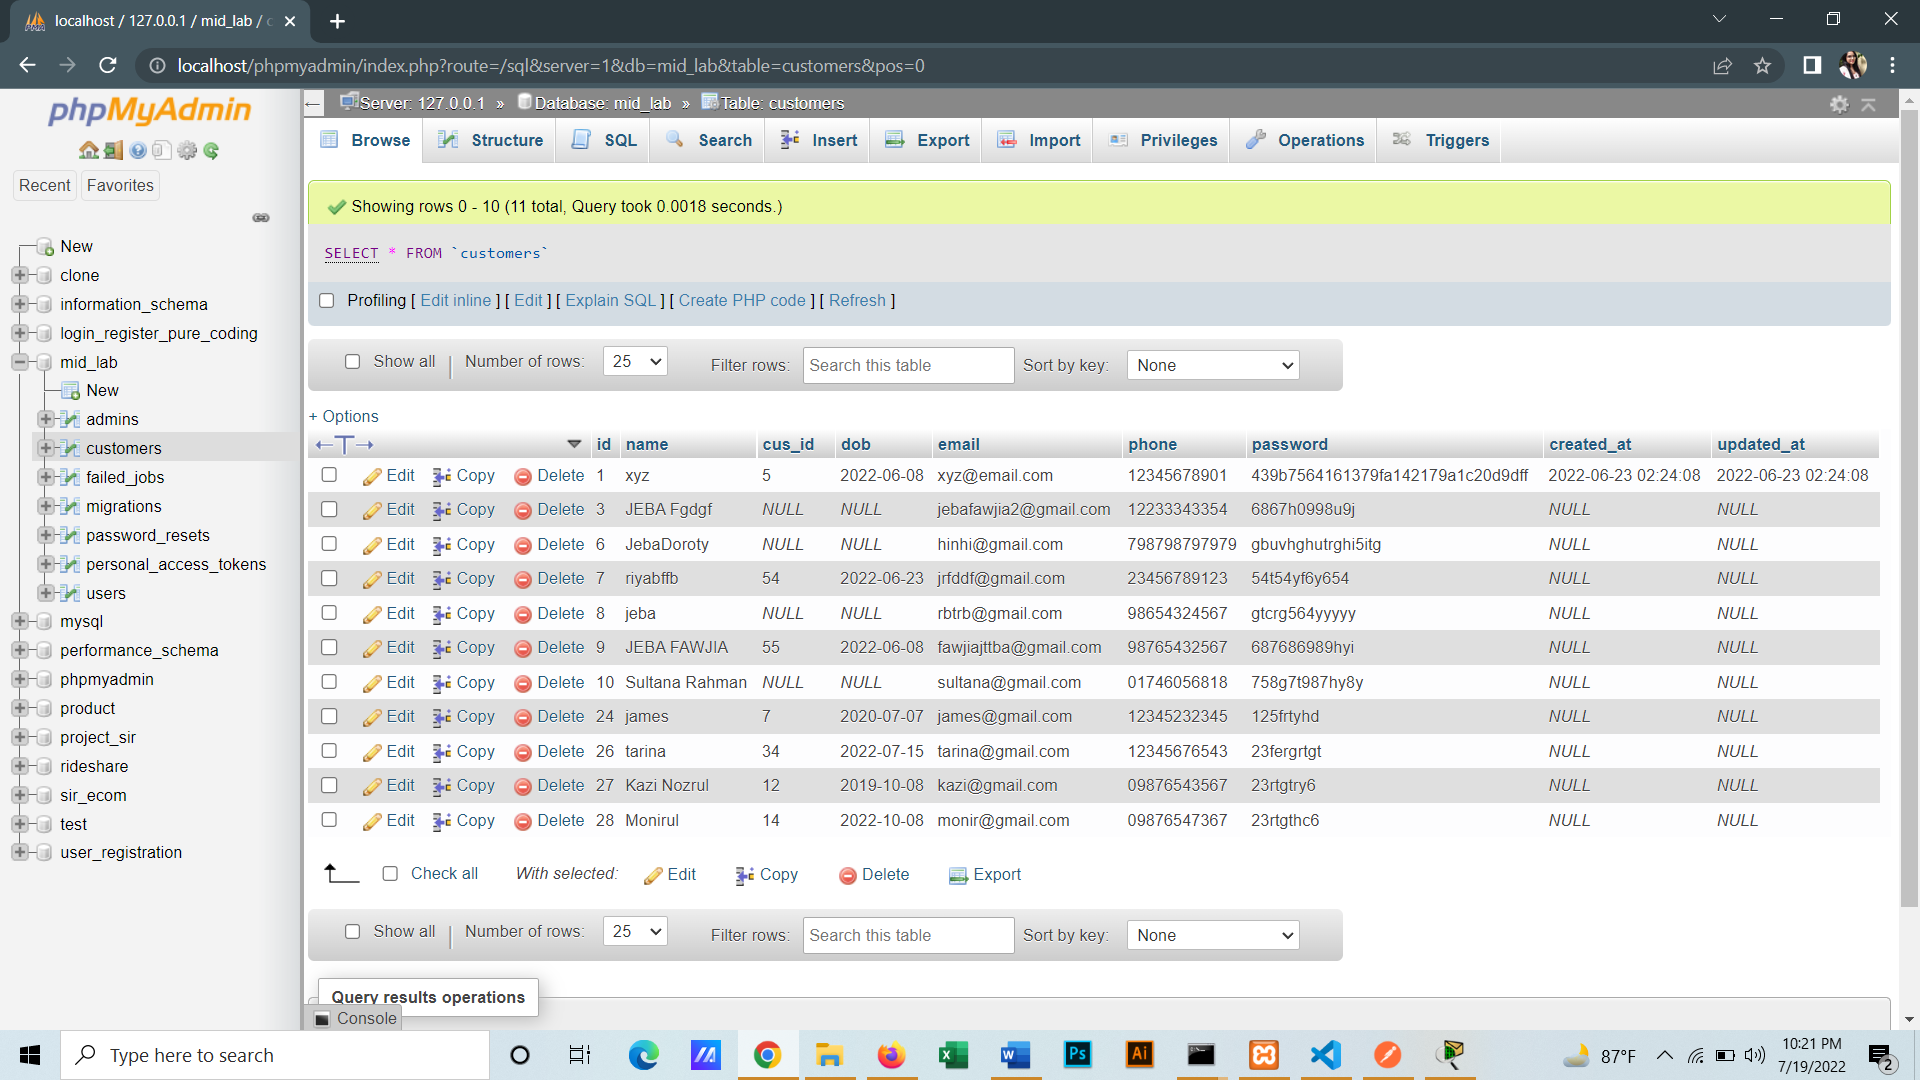 localhost / 127.0.0.1 / mid_lab / c
localhost/phpmyadmin/index.php?route=/sql&server=1&db=mid_lab&table=customers&pos=0
phpMyAdmin
Recent Favorites
New
clone
information_schema
login_register_pure_coding
mid_lab
New
admins
customers
failed_jobs
migrations
password_resets
personal_access_tokens
users
mysql
performance_schema
phpmyadmin
product
project_sir
rideshare
sir_ecom
test
user_registration
Server: 127.0.0.1 » Database: mid_lab » Table: customers
Browse Structure SQL Search Insert Export Import Privileges Operations Triggers
Showing rows 0 - 10 (11 total, Query took 0.0018 seconds.)
SELECT * FROM `customers`
Profiling [ Edit inline ] [ Edit ] [ Explain SQL ] [ Create PHP code ] [ Refresh ]
Show all | Number of rows: 25 Filter rows: Search this table Sort by key: None
+ Options
←T→ id name cus_id dob email phone password created_at updated_at
Edit Copy Delete 1 xyz 5 2022-06-08 xyz@email.com 12345678901 439b7564161379fa142179a1c20d9dff 2022-06-23 02:24:08 2022-06-23 02:24:08
Edit Copy Delete 3 JEBA Fgdgf NULL NULL jebafawjia2@gmail.com 12233343354 6867h0998u9j NULL NULL
Edit Copy Delete 6 JebaDoroty NULL NULL hinhi@gmail.com 798798797979 gbuvhghutrghi5itg NULL NULL
Edit Copy Delete 7 riyabffb 54 2022-06-23 jrfddf@gmail.com 23456789123 54t54yf6y654 NULL NULL
Edit Copy Delete 8 jeba NULL NULL rbtrb@gmail.com 98654324567 gtcrg564yyyyy NULL NULL
Edit Copy Delete 9 JEBA FAWJIA 55 2022-06-08 fawjiajttba@gmail.com 98765432567 687686989hyi NULL NULL
Edit Copy Delete 10 Sultana Rahman NULL NULL sultana@gmail.com 01746056818 758g7t987hy8y NULL NULL
Edit Copy Delete 24 james 7 2020-07-07 james@gmail.com 12345232345 125frtyhd NULL NULL
Edit Copy Delete 26 tarina 34 2022-07-15 tarina@gmail.com 12345676543 23fergrtgt NULL NULL
Edit Copy Delete 27 Kazi Nozrul 12 2019-10-08 kazi@gmail.com 09876543567 23rtgtry6 NULL NULL
Edit Copy Delete 28 Monirul 14 2022-10-08 monir@gmail.com 09876547367 23rtgthc6 NULL NULL
Check all With selected: Edit Copy Delete Export
Show all | Number of rows: 25 Filter rows: Search this table Sort by key: None
Query results operations
Console
Type here to search
Ps
Ai
87°F
10:21 PM
7/19/2022
2